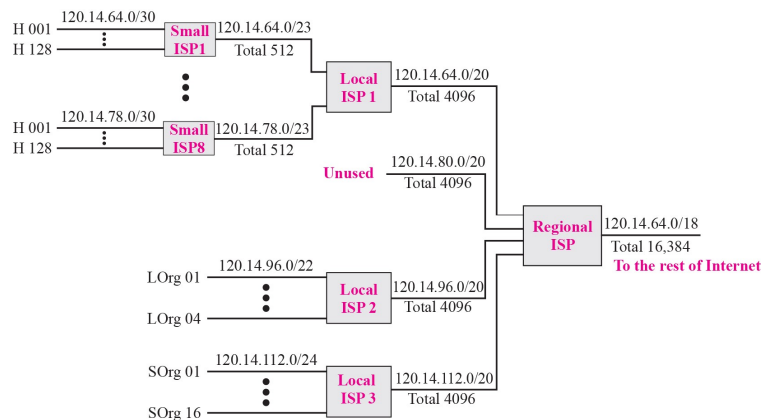 120.14.64.0/30
H 001
H 128
Small
ISP1
120.14.64.0/23
Total 512
120.14.78.0/30
H 001
H 128
Small
ISP8
120.14.78.0/23
Total 512
Local
ISP 1
120.14.64.0/20
Total 4096
Unused
120.14.80.0/20
Total 4096
Regional
ISP
120.14.64.0/18
Total 16,384
To the rest of Internet
LOrg 01
120.14.96.0/22
LOrg 04
Local
ISP 2
120.14.96.0/20
Total 4096
SOrg 01
120.14.112.0/24
SOrg 16
Local
ISP 3
120.14.112.0/20
Total 4096